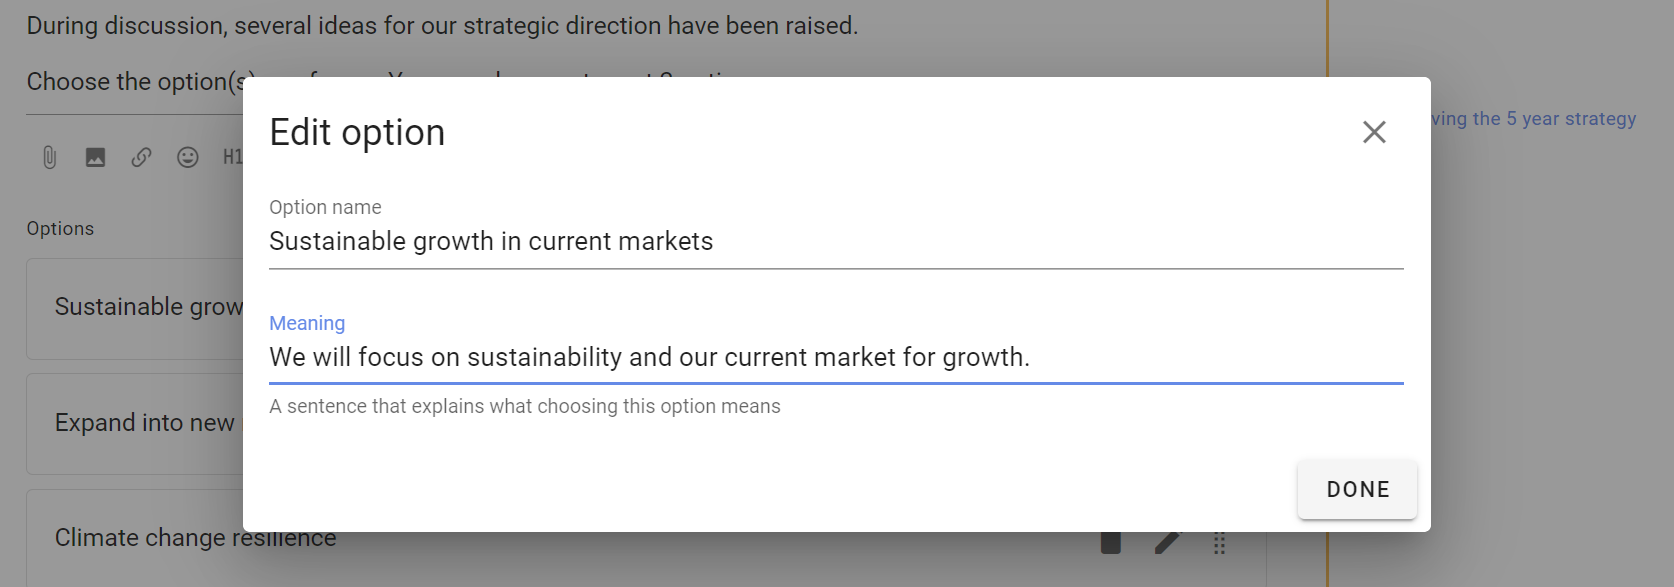 During discussion, several ideas for our strategic direction have been raised.
Choose the option(s)
ving the 5 year strategy
Edit option
H1
Option name
Sustainable growth in current markets
Options
Sustainable grow
Meaning
We will focus on sustainability and our current market for growth.
A sentence that explains what choosing this option means
Expand into new
DONE
Climate change resilience